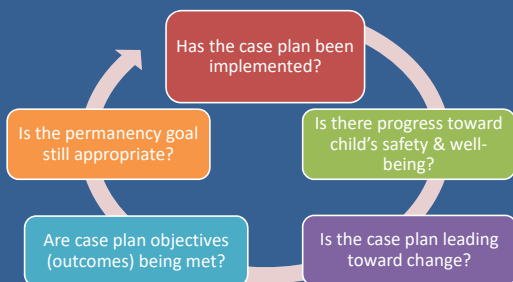 Has the case plan been
implemented?
Is there progress toward
child's safety & well-
being?
Is the case plan leading
toward change?
Are case plan objectives
(outcomes) being met?
Is the permanency goal
still appropriate?